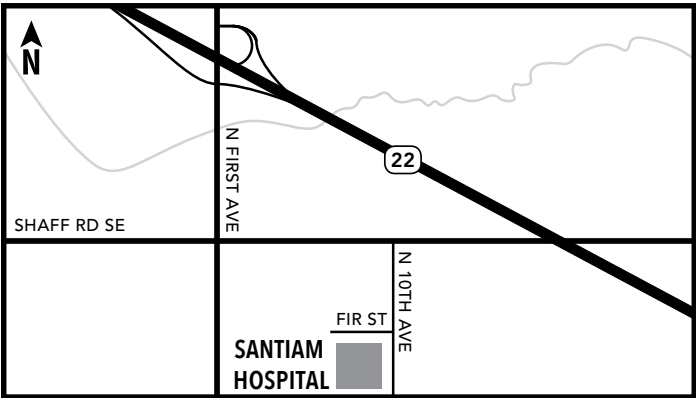 N
22
N FIRST AVE
SHAFF RD SE
N 10TH AVE
FIR ST
SANTIAM
HOSPITAL